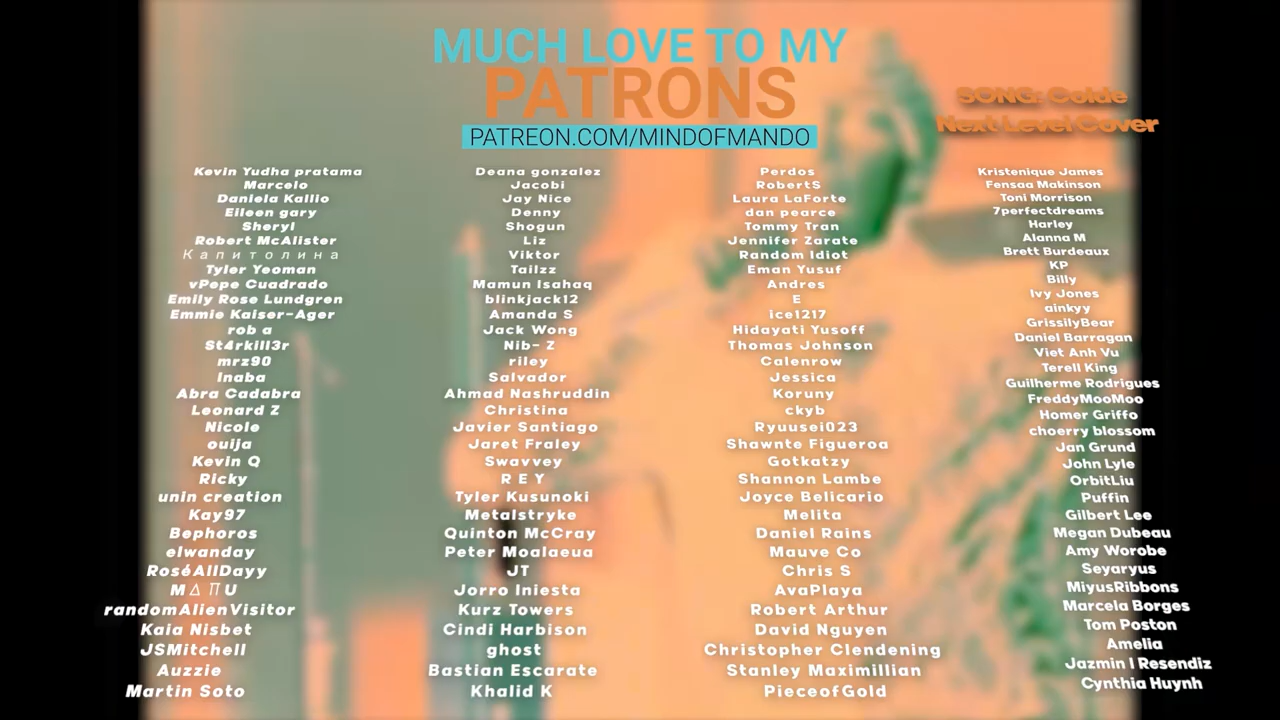 MUCH LOVE TO MY
PATRONS
PATREON.COM/MINDOFMANDO
SONG: Colde
Next Level Cover
Kevin Yudha pratama
Marcelo
Daniela Kallio
Eileen gary
Sheryl
Robert McAlister
Капитолина
Tyler Yeoman
vPepe Cuadrado
Emily Rose Lundgren
Emmie Kaiser-Ager
rob a
St4rkill3r
mrz90
Inaba
Abra Cadabra
Leonard Z
Nicole
ouija
Kevin Q
Ricky
unin creation
Kay97
Bephoros
elwanday
RoséAllDayy
M Δ Π U
randomAlienVisitor
Kaia Nisbet
JSMitchell
Auzzie
Martin Soto
Deana gonzalez
Jacobi
Jay Nice
Denny
Shogun
Liz
Viktor
Tailzz
Mamun Ishaq
blinkjack12
Amanda S
Jack Wong
Nib- Z
riley
Salvador
Ahmad Nashruddin
Christina
Javier Santiago
Jaret Fraley
Swavvey
R E Y
Tyler Kusunoki
Metalstryke
Quinton McCray
Peter Moalaeua
JT
Jorro Iniesta
Kurz Towers
Cindi Harbison
ghost
Bastian Escarate
Khalid K
Perdos
RobertS
Laura LaForte
dan pearce
Tommy Tran
Jennifer Zarate
Random Idiot
Eman Yusuf
Andres
E
ice1217
Hidayati Yusoff
Thomas Johnson
Calenrow
Jessica
Koruny
ckyb
Ryuusei023
Shawnte Figueroa
Gotkatzy
Shannon Lambe
Joyce Belicario
Melita
Daniel Rains
Mauve Co
Chris S
AvaPlaya
Robert Arthur
David Nguyen
Christopher Clendening
Stanley Maximillian
PieceofGold
Kristenique James
Fensaa Makinson
Toni Morrison
7perfectdreams
Harley
Alanna M
Brett Burdeaux
KP
Billy
Ivy Jones
ainkyy
GrissilyBear
Daniel Barragan
Viet Anh Vu
Terell King
Guilherme Rodrigues
FreddyMooMoo
Homer Griffo
choerry blossom
Jan Grund
John Lyle
OrbitLiu
Puffin
Gilbert Lee
Megan Dubeau
Amy Worobe
Seyaryus
MiyusRibbons
Marcela Borges
Tom Poston
Amelia
Jazmin I Resendiz
Cynthia Huynh